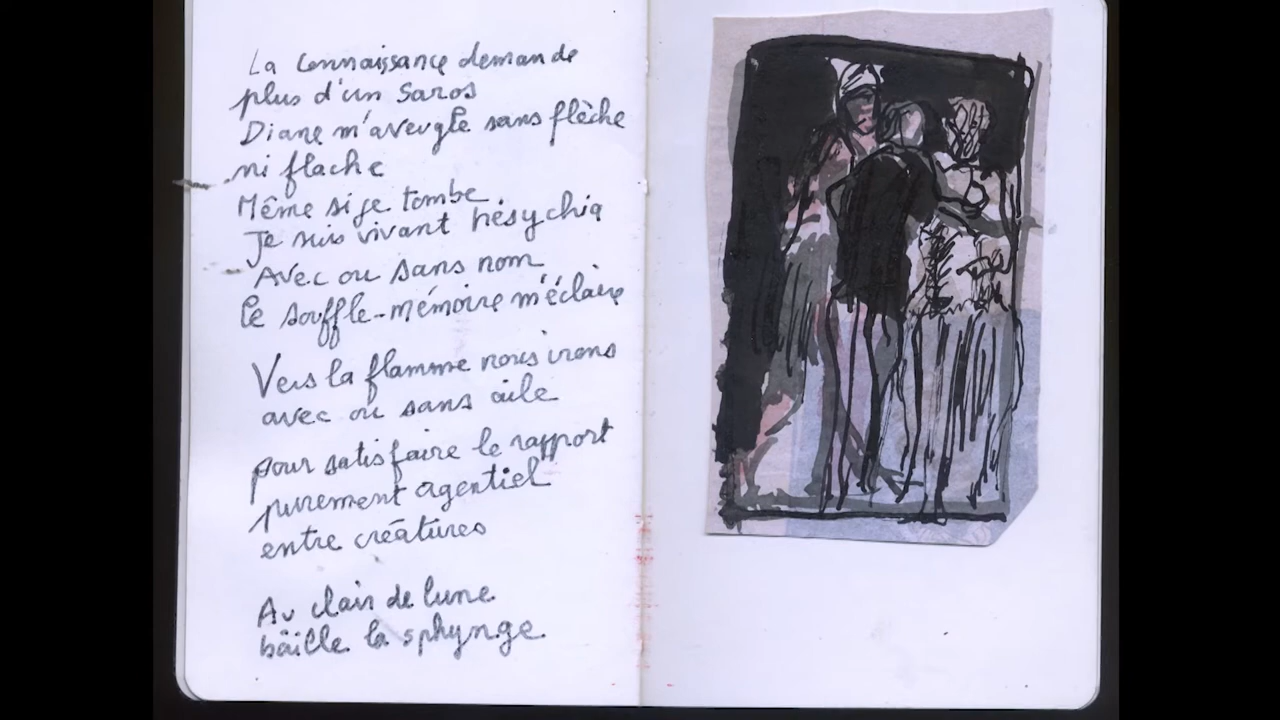 La connaissance demande
plus d'un Saros
Diane m'aveugle sans flèche
ni flache
Même si je tombe
Je suis vivant hésychia
Avec ou sans nom
le souffle-mémoire m'éclaire
Vers la flamme nous irons
avec ou sans aile
pour satisfaire le rapport
purement agentiel
entre créatures
Au clair de lune
bâille la sphynge.